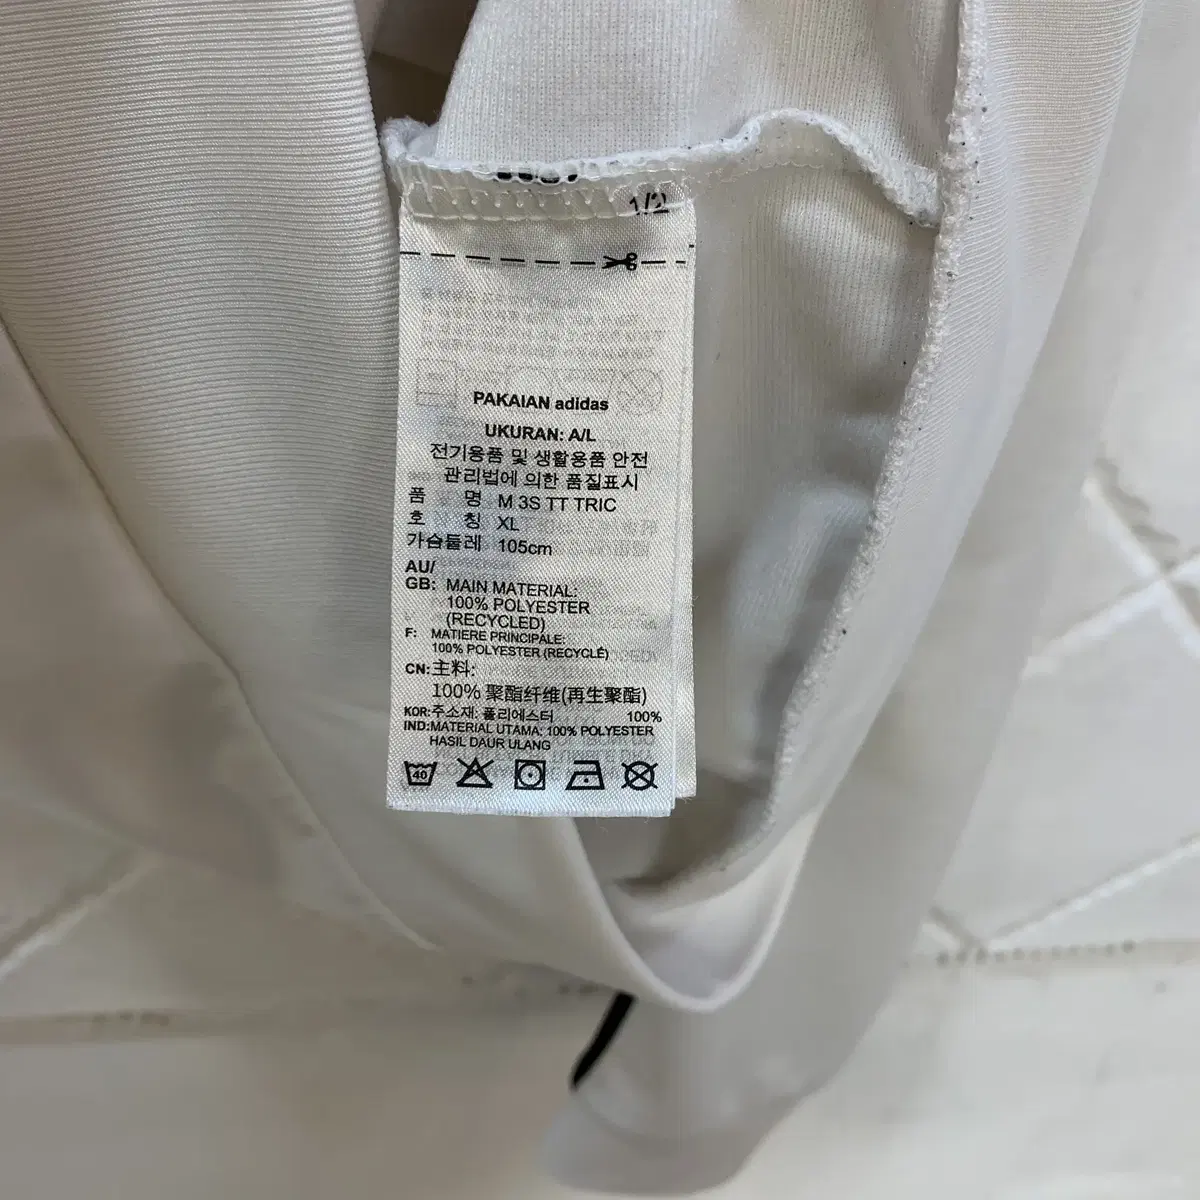 1/2
PAKAIAN adidas
UKURAN: A/L
전기용품 및 생활용품 안전
관리법에 의한 품질표시
품 명 M 3S TT TRIC
호 칭 XL
가슴둘레 105cm
AU/
GB: MAIN MATERIAL:
100% POLYESTER
(RECYCLED)
F: MATIERE PRINCIPALE:
100% POLYESTER (RECYCLÉ)
CN:主料:
100% 聚酯纤维(再生聚酯)
KOR:주소재: 폴리에스터 100%
IND:MATERIAL UTAMA: 100% POLYESTER
HASIL DAUR ULANG
40